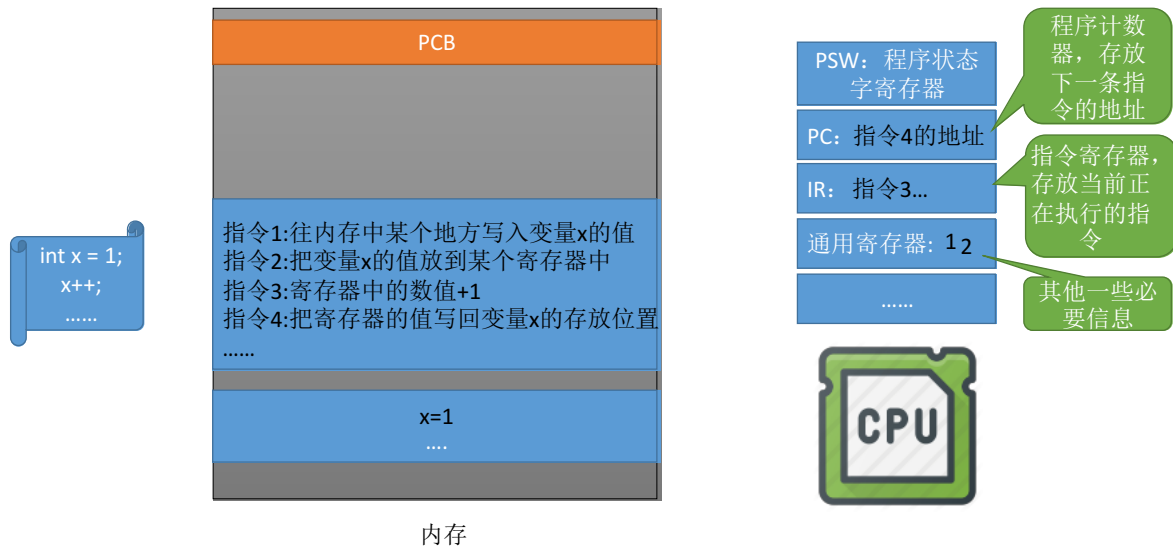 int x = 1;
x++;
……
PCB
指令1:往内存中某个地方写入变量x的值
指令2:把变量x的值放到某个寄存器中
指令3:寄存器中的数值+1
指令4:把寄存器的值写回变量x的存放位置
……
x=1
....
内存
PSW：程序状态
字寄存器
PC：指令4的地址
IR：指令3…
通用寄存器: 1 2
……
程序计数
器，存放
下一条指
令的地址
指令寄存器，
存放当前正
在执行的指
令
其他一些必
要信息
CPU